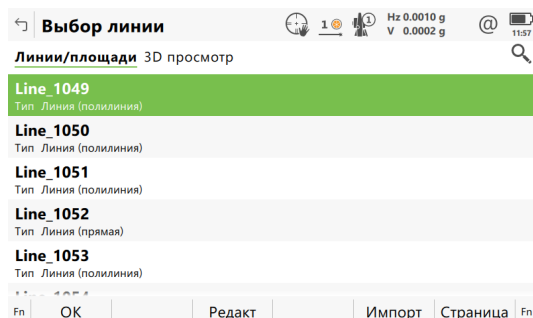 Выбор линии
1
1
Hz 0.0010 g
V 0.0002 g
@
11:57
Линии/площади 3D просмотр
Line_1049
Тип Линия (полилиния)
Line_1050
Тип Линия (полилиния)
Line_1051
Тип Линия (полилиния)
Line_1052
Тип Линия (прямая)
Line_1053
Тип Линия (полилиния)
Fn ОК Редакт Импорт Страница Fn